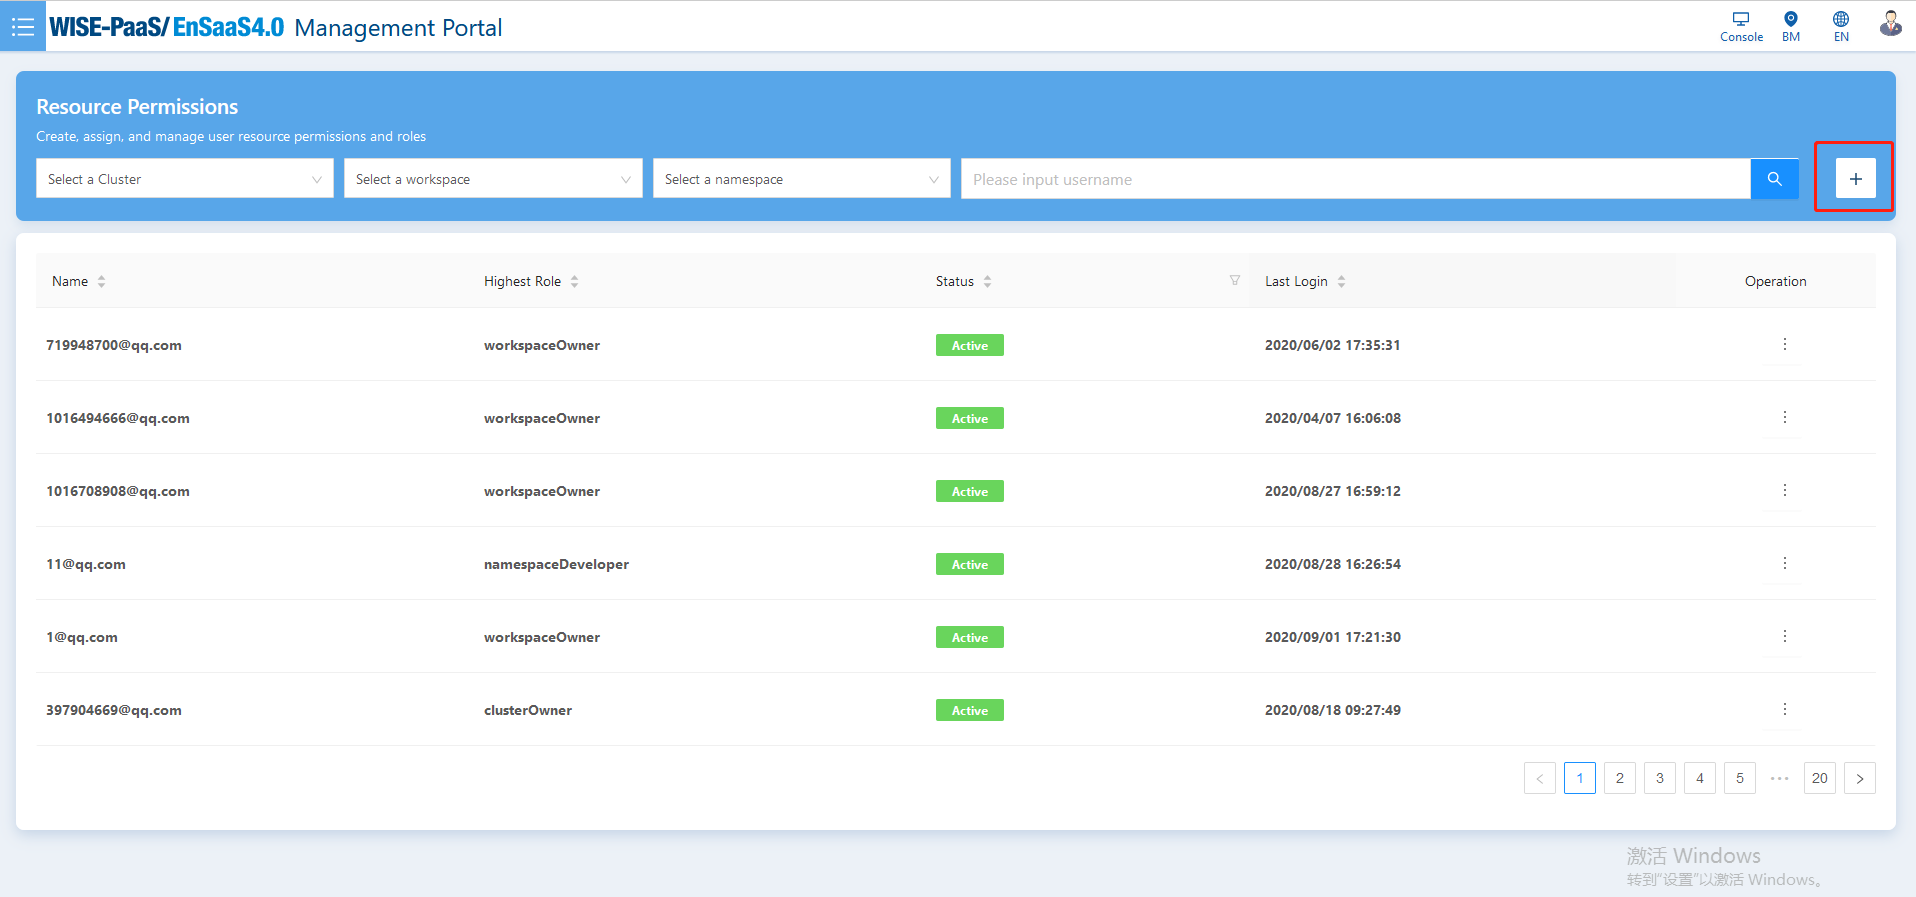 WISE-PaaS/ EnSaaS4.0 Management Portal
Console BM EN
Resource Permissions
Create, assign, and manage user resource permissions and roles
Select a Cluster Select a workspace Select a namespace Please input username +
Name Highest Role Status Last Login Operation
719948700@qq.com workspaceOwner Active 2020/06/02 17:35:31
1016494666@qq.com workspaceOwner Active 2020/04/07 16:06:08
1016708908@qq.com workspaceOwner Active 2020/08/27 16:59:12
11@qq.com namespaceDeveloper Active 2020/08/28 16:26:54
1@qq.com workspaceOwner Active 2020/09/01 17:21:30
397904669@qq.com clusterOwner Active 2020/08/18 09:27:49
< 1 2 3 4 5 ••• 20 >
激活 Windows
转到"设置"以激活 Windows。